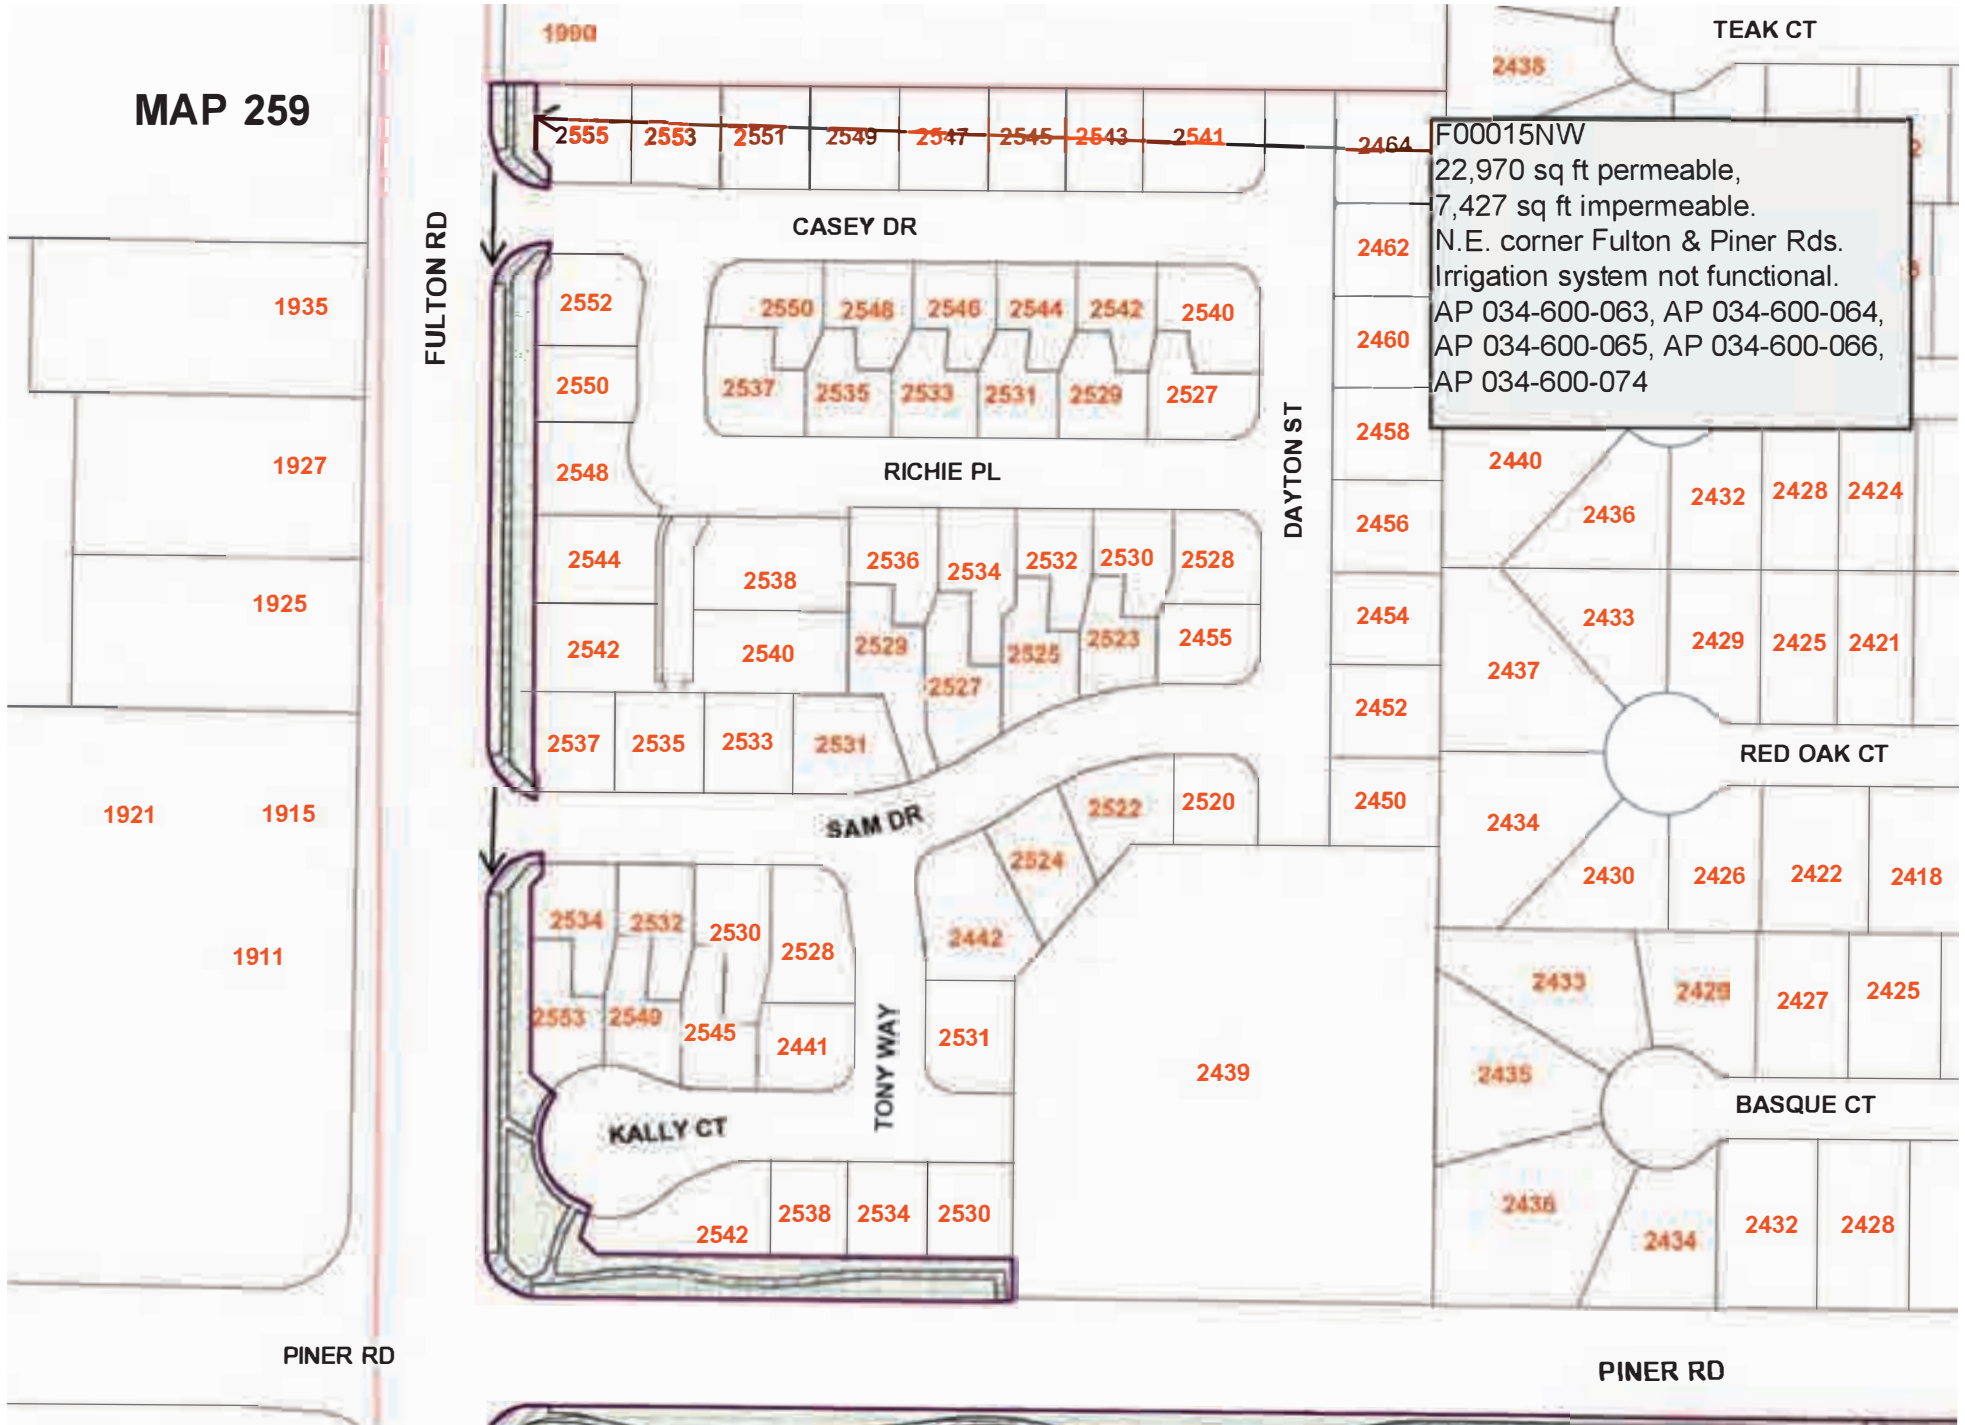 1990
TEAK CT
2438
MAP 259
2555 2553 2551 2549 2547 2545 2543 2541 2464
F00015NW
22,970 sq ft permeable,
7,427 sq ft impermeable.
N.E. corner Fulton & Piner Rds.
Irrigation system not functional.
AP 034-600-063, AP 034-600-064,
AP 034-600-065, AP 034-600-066,
AP 034-600-074
FULTON RD
CASEY DR
2462
1935
2552
2550 2548 2546 2544 2542 2540
2460
2550
2537 2535 2533 2531 2529 2527
DAYTON ST
2458
1927
2548
RICHIE PL
2440
2436
2432 2428 2424
2456
2544
2538
2536 2534 2532 2530 2528
1925
2454
2433
2429 2425 2421
2542
2540
2529 2527 2525 2523 2455
2437
2452
2537 2535 2533 2531
RED OAK CT
1921 1915
SAM DR
2522 2520
2450
2434
2524
2430 2426 2422 2418
1911
2534 2532 2530 2528
2442
2433 2429 2427 2425
2553 2549 2545 2441
TONY WAY
2531
2439
2435
BASQUE CT
KALLY CT
2542 2538 2534 2530
2436
2434
2432 2428
PINER RD
PINER RD